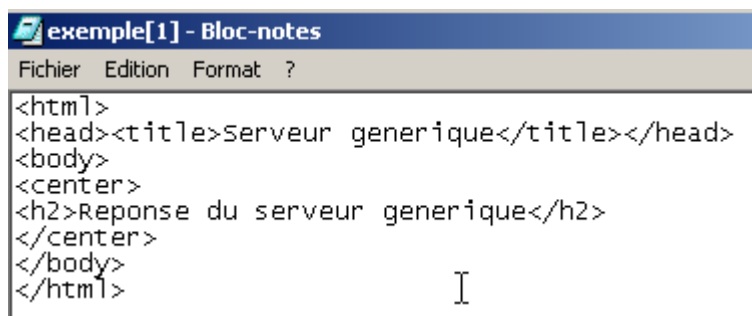 exemple[1] - Bloc-notes
Fichier Edition Format ?
<html>
<head><title>Serveur generique</title></head>
<body>
<center>
<h2>Reponse du serveur generique</h2>
</center>
</body>
</html>